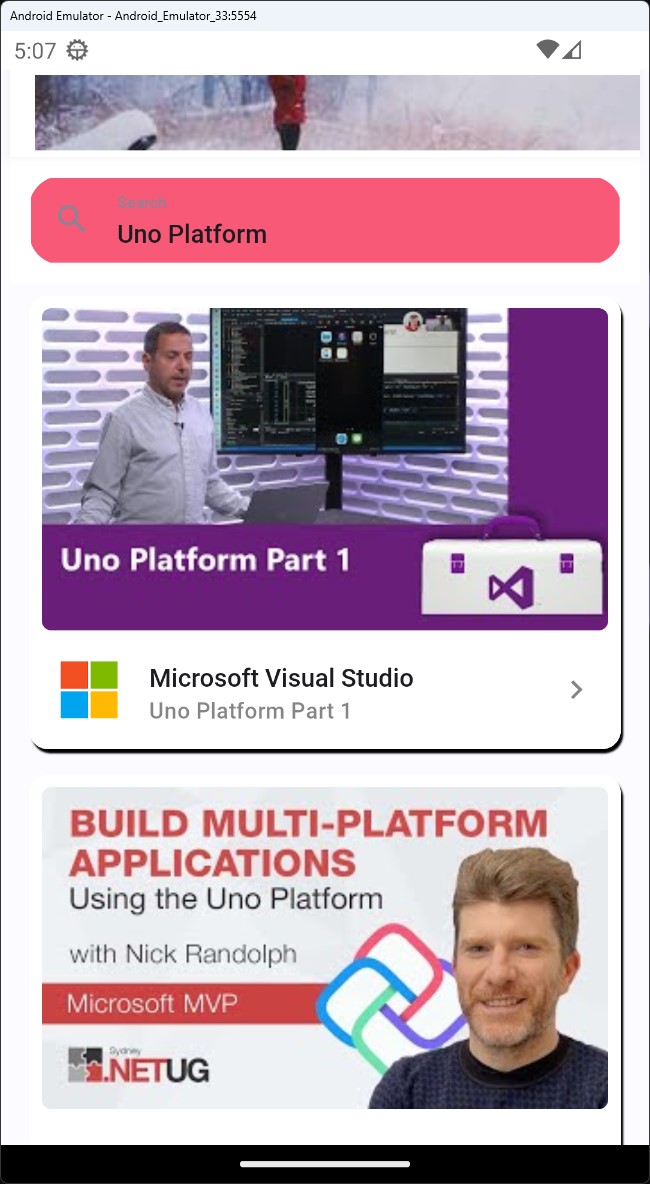 Android Emulator - Android_Emulator_33:5554
5:07
Search
Uno Platform
Uno Platform Part 1
Microsoft Visual Studio
Uno Platform Part 1
BUILD MULTI-PLATFORM
APPLICATIONS
Using the Uno Platform
with Nick Randolph
Microsoft MVP
Sydney
.NETUG